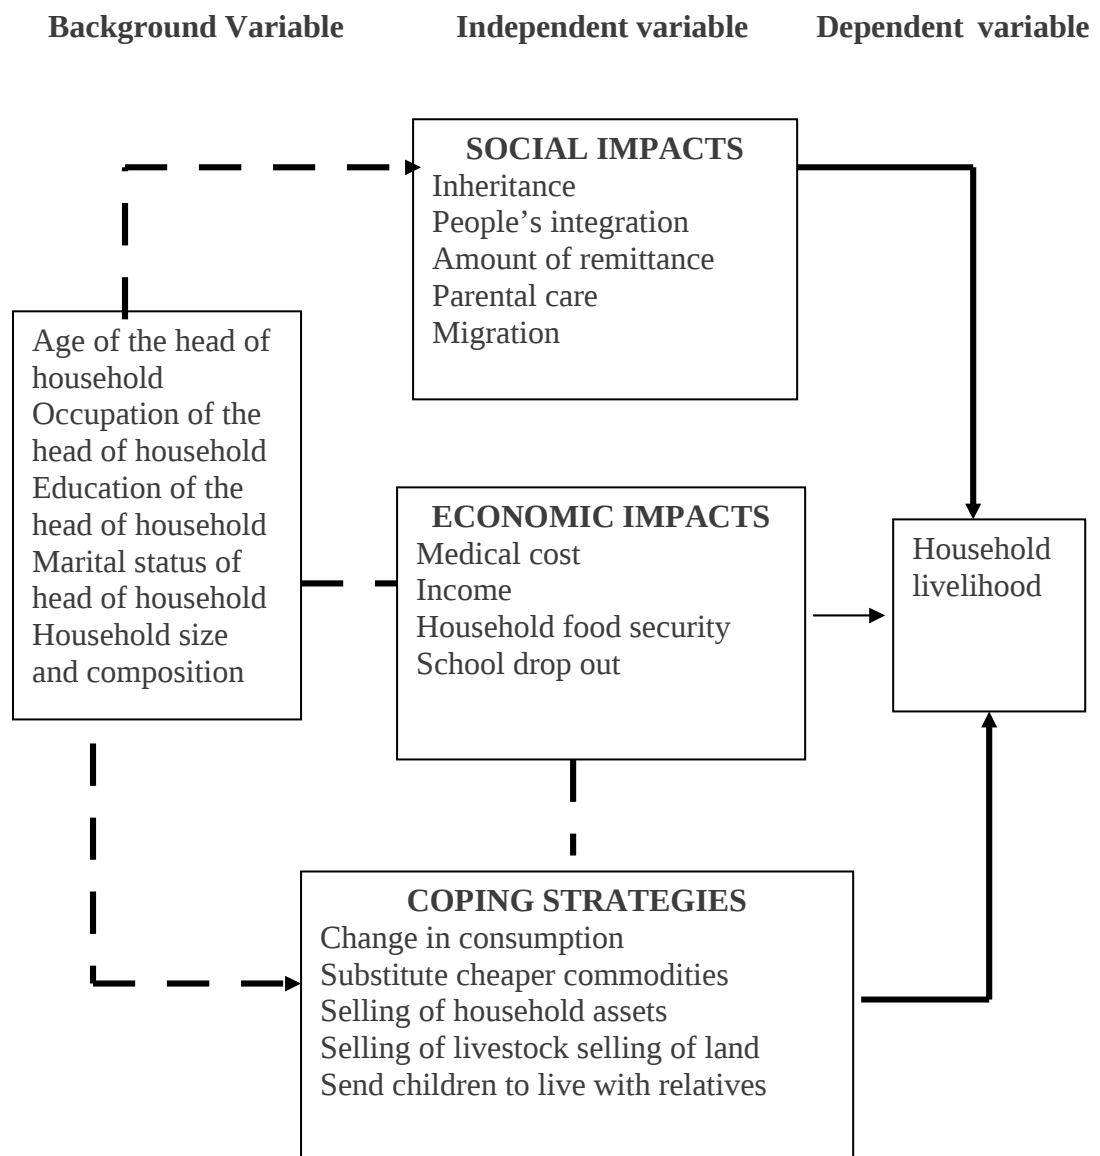 Background Variable Independent variable Dependent variable
SOCIAL IMPACTS
Inheritance
People’s integration
Amount of remittance
Parental care
Migration
Age of the head of
household
Occupation of the
head of household
Education of the
head of household
Marital status of
head of household
Household size
and composition
ECONOMIC IMPACTS
Medical cost
Income
Household food security
School drop out
Household
livelihood
COPING STRATEGIES
Change in consumption
Substitute cheaper commodities
Selling of household assets
Selling of livestock selling of land
Send children to live with relatives